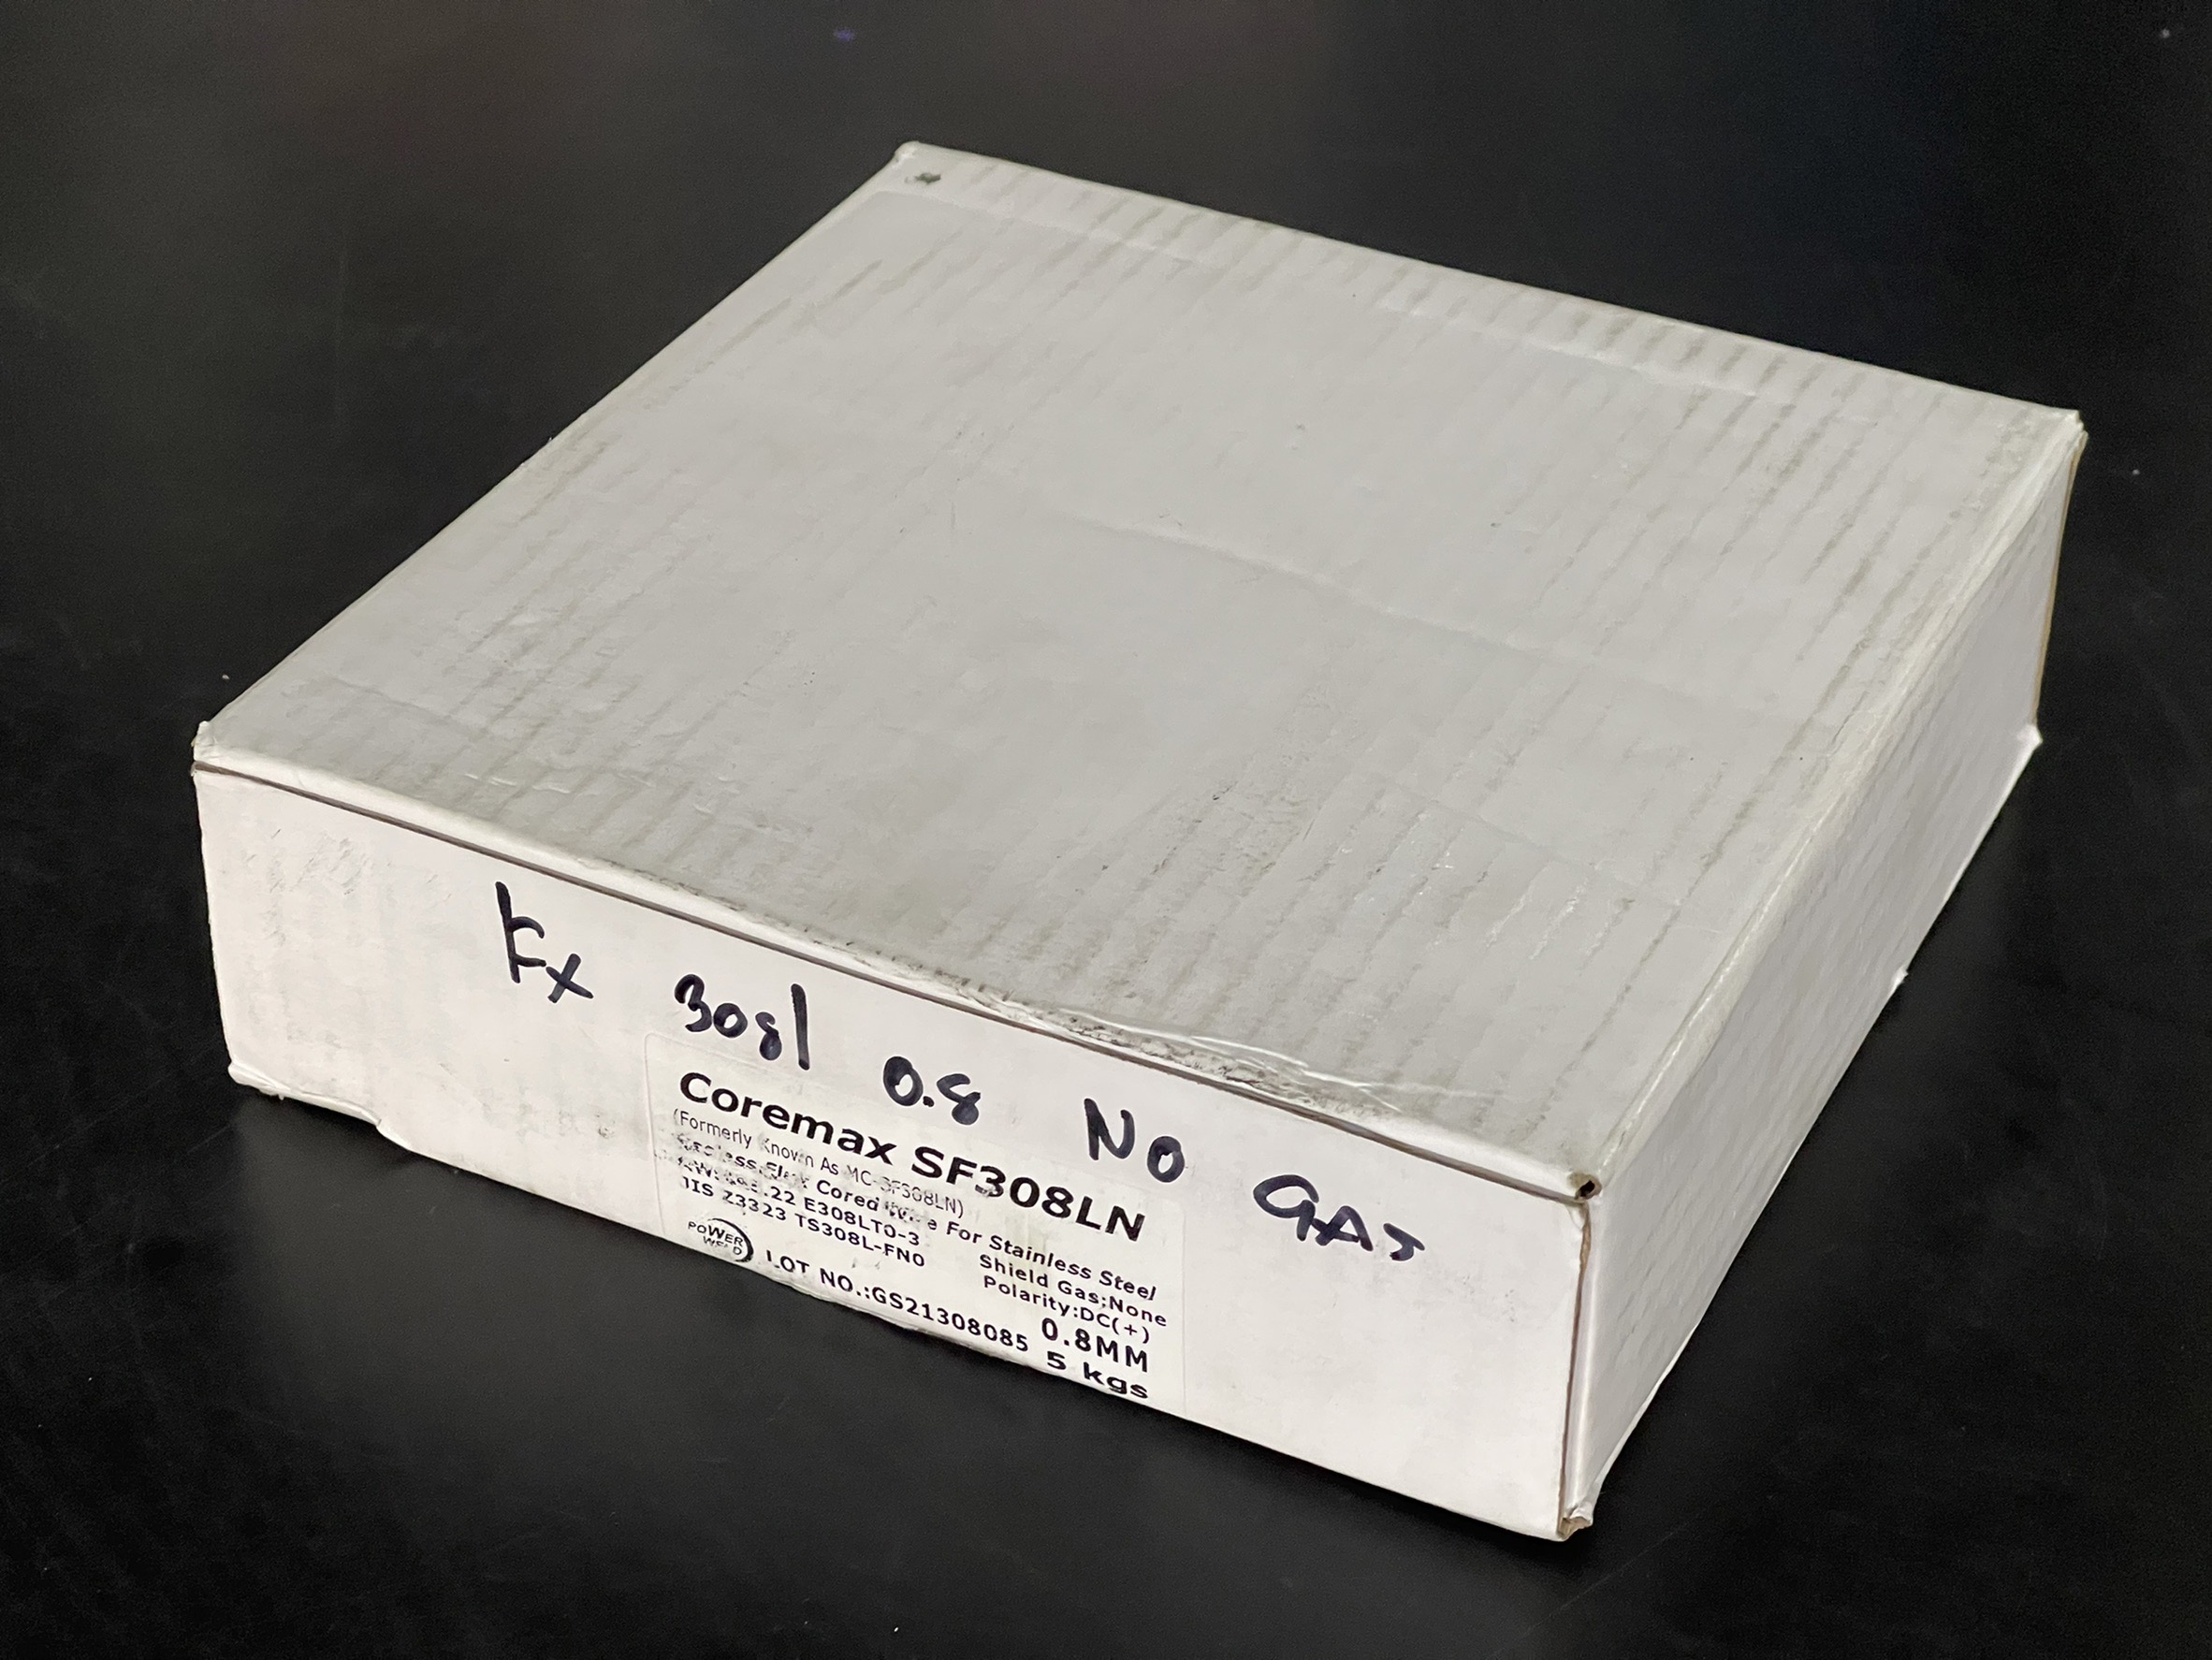 Fx 308l 0.8 No GAS
Coremax SF308LN
(Formerly Known As MC-SF308LN)
Cored Wire For Stainless Steel
.22 E308LT0-3
Shield Gas:None
JIS Z3323 TS308L-FN0
Polarity:DC(+)
POWER WELD
0.8MM
LOT NO.:GS21308085
5 kgs